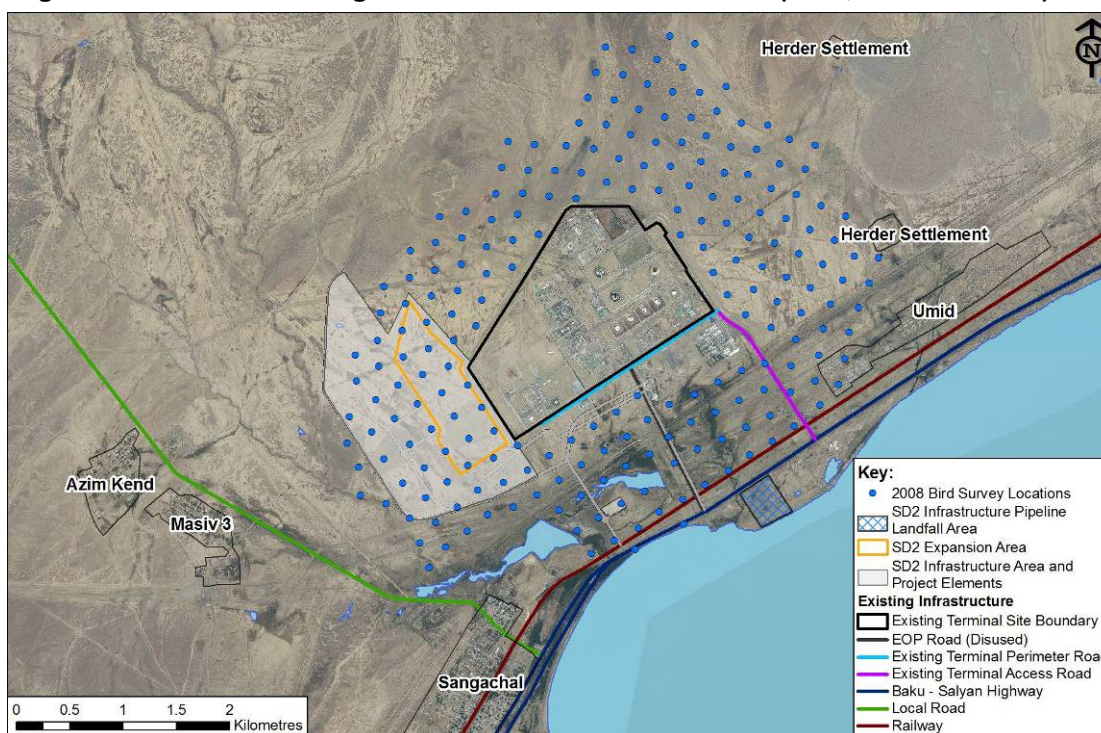 Herder Settlement
N
Herder Settlement
Umid
Azim Kend
Masiv 3
Sangachal
0 0.5 1 1.5 2
Kilometres
Key:
2008 Bird Survey Locations
SD2 Infrastructure Pipeline
Landfall Area
SD2 Expansion Area
SD2 Infrastructure Area and
Project Elements
Existing Infrastructure
Existing Terminal Site Boundary
EOP Road (Disused)
Existing Terminal Perimeter Road
Existing Terminal Access Road
Baku - Salyan Highway
Local Road
Railway